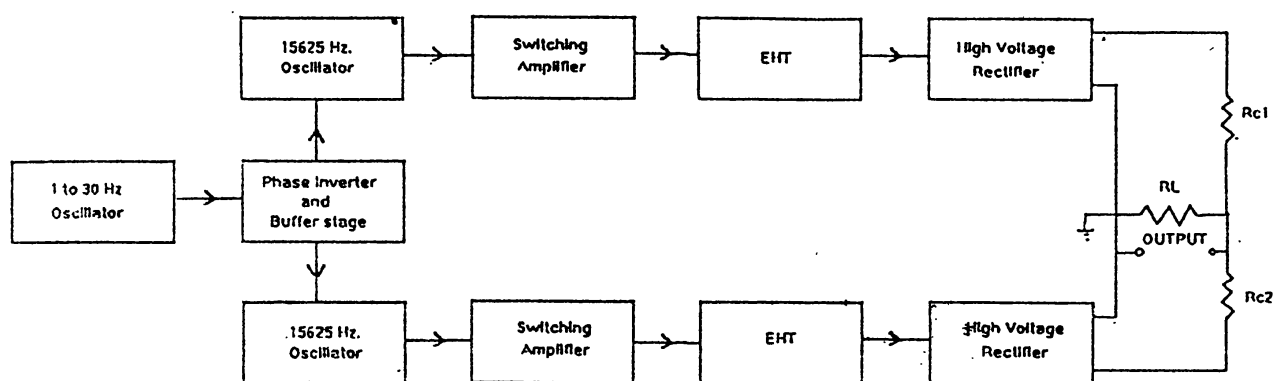 15625 Hz.
Oscillator
Switching
Amplifier
EHT
High Voltage
Rectifier
Rc1
1 to 30 Hz
Oscillator
Phase Inverter
and
Buffer stage
RL
OUTPUT
15625 Hz.
Oscillator
Switching
Amplifier
EHT
High Voltage
Rectifier
Rc2